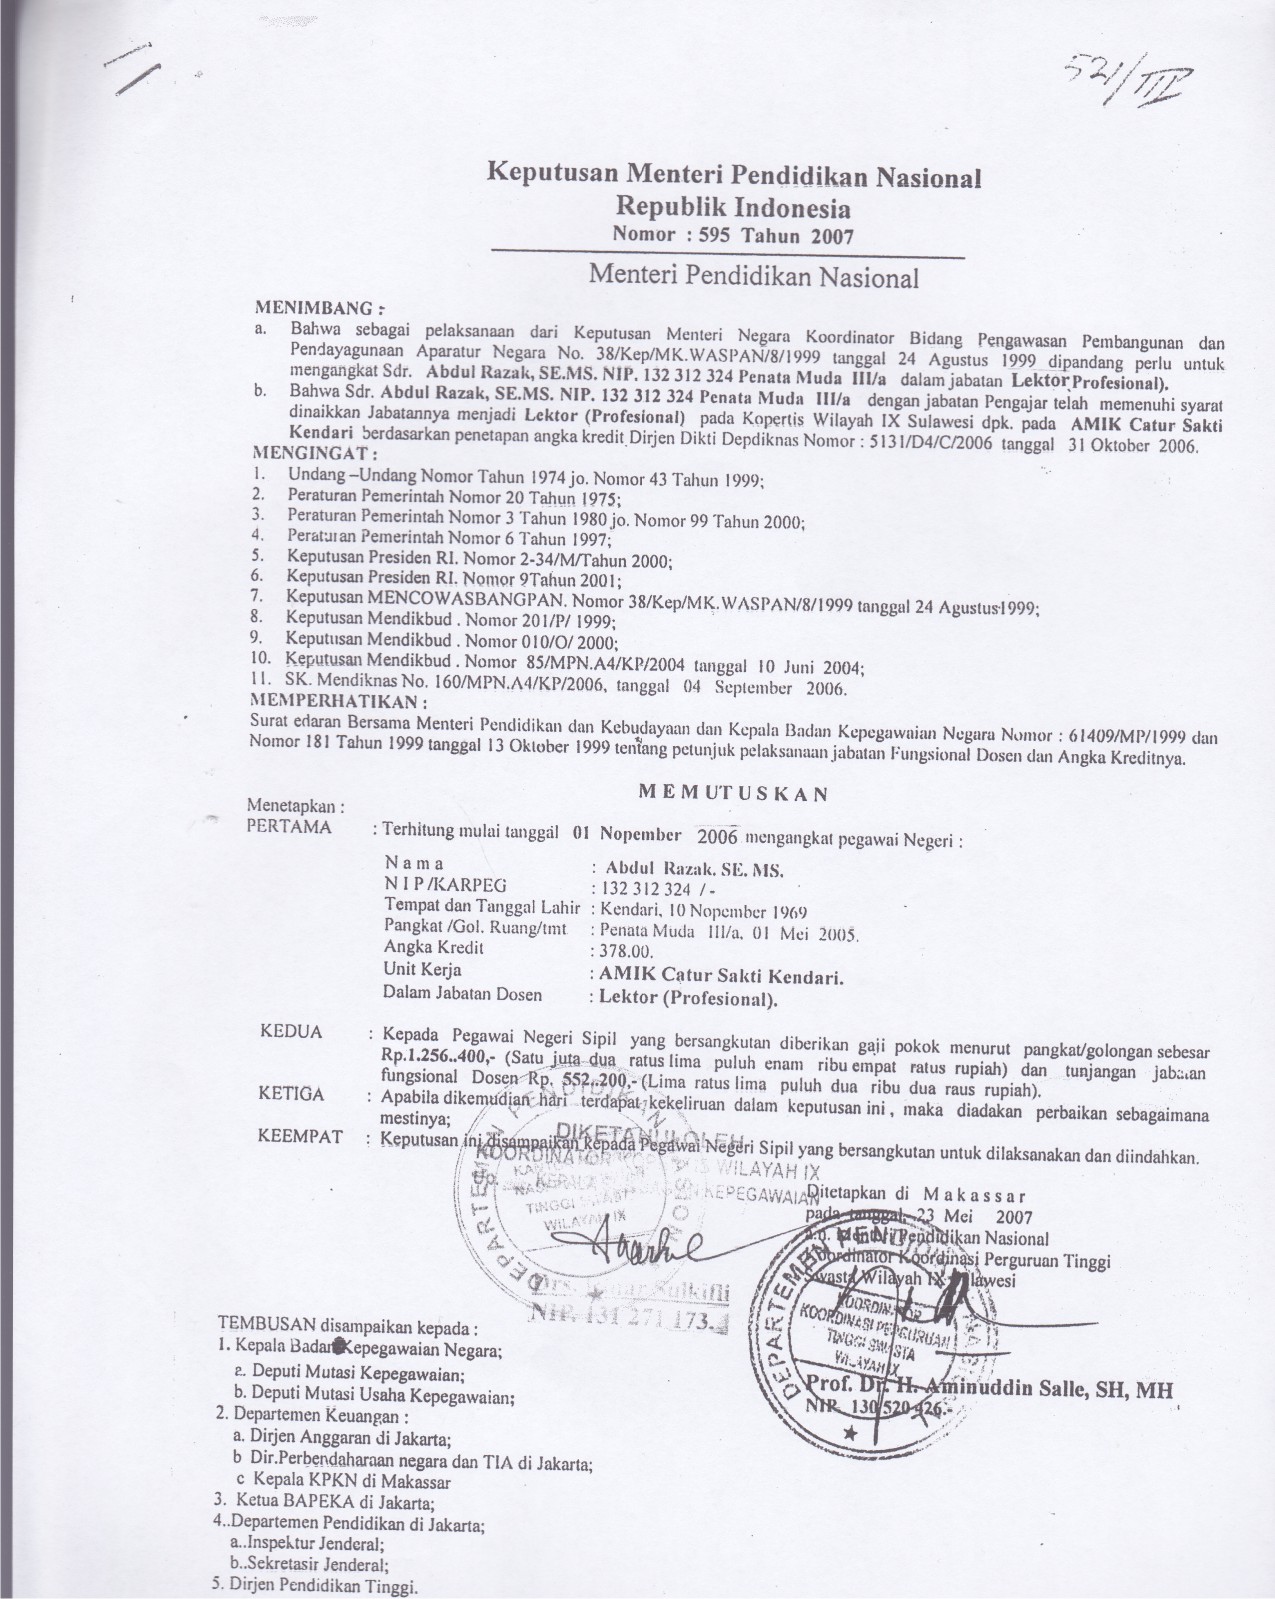 521/III
Keputusan Menteri Pendidikan Nasional
Republik Indonesia
Nomor : 595 Tahun 2007
Menteri Pendidikan Nasional
MENIMBANG :
a. Bahwa sebagai pelaksanaan dari Keputusan Menteri Negara Koordinator Bidang Pengawasan Pembangunan dan
Pendayagunaan Aparatur Negara No. 38/Kep/MK.WASPAN/8/1999 tanggal 24 Agustus 1999 dipandang perlu untuk
mengangkat Sdr. Abdul Razak, SE.MS. NIP. 132 312 324 Penata Muda III/a dalam jabatan Lektor Profesional).
b. Bahwa Sdr. Abdul Razak, SE.MS. NIP. 132 312 324 Penata Muda III/a dengan jabatan Pengajar telah memenuhi syarat
dinaikkan Jabatannya menjadi Lektor (Profesional) pada Kopertis Wilayah IX Sulawesi dpk. pada AMIK Catur Sakti
Kendari berdasarkan penetapan angka kredit Dirjen Dikti Depdiknas Nomor : 5131/D4/C/2006 tanggal 31 Oktober 2006.
MENGINGAT :
1. Undang –Undang Nomor Tahun 1974 jo. Nomor 43 Tahun 1999;
2. Peraturan Pemerintah Nomor 20 Tahun 1975;
3. Peraturan Pemerintah Nomor 3 Tahun 1980 jo. Nomor 99 Tahun 2000;
4. Peraturan Pemerintah Nomor 6 Tahun 1997;
5. Keputusan Presiden RI. Nomor 2-34/M/Tahun 2000;
6. Keputusan Presiden RI. Nomor 9Tahun 2001;
7. Keputusan MENCOWASBANGPAN. Nomor 38/Kep/MK.WASPAN/8/1999 tanggal 24 Agustus1999;
8. Keputusan Mendikbud . Nomor 201/P/ 1999;
9. Keputusan Mendikbud . Nomor 010/O/ 2000;
10. Keputusan Mendikbud . Nomor 85/MPN.A4/KP/2004 tanggal 10 Juni 2004;
11. SK. Mendiknas No. 160/MPN.A4/KP/2006, tanggal 04 September 2006.
MEMPERHATIKAN :
Surat edaran Bersama Menteri Pendidikan dan Kebudayaan dan Kepala Badan Kepegawaian Negara Nomor : 61409/MP/1999 dan
Nomor 181 Tahun 1999 tanggal 13 Oktober 1999 tentang petunjuk pelaksanaan jabatan Fungsional Dosen dan Angka Kreditnya.
M E M U T U S K A N
Menetapkan :
PERTAMA : Terhitung mulai tanggal 01 Nopember 2006 mengangkat pegawai Negeri :
N a m a : Abdul Razak. SE. MS.
N I P /KARPEG : 132 312 324 / -
Tempat dan Tanggal Lahir : Kendari, 10 Nopember 1969
Pangkat /Gol. Ruang/tmt : Penata Muda III/a, 01 Mei 2005.
Angka Kredit : 378.00.
Unit Kerja : AMIK Catur Sakti Kendari.
Dalam Jabatan Dosen : Lektor (Profesional).
KEDUA : Kepada Pegawai Negeri Sipil yang bersangkutan diberikan gaji pokok menurut pangkat/golongan sebesar
Rp.1.256..400,- (Satu juta dua ratus lima puluh enam ribu empat ratus rupiah) dan tunjangan jabatan
fungsional Dosen Rp. 552..200,- (Lima ratus lima puluh dua ribu dua raus rupiah).
KETIGA : Apabila dikemudian hari terdapat kekeliruan dalam keputusan ini , maka diadakan perbaikan sebagaimana
mestinya;
KEEMPAT : Keputusan ini disampaikan kepada Pegawai Negeri Sipil yang bersangkutan untuk dilaksanakan dan diindahkan.
DIKETAHUI OLEH
KOORDINATOR KOPERTIS WILAYAH IX
KEPEGAWAIAN
DEPARTEMEN PENDIDIKAN NASIONAL
TINGGI SWASTA
WILAYAH IX
Sulkifli
NIP. 131 271 173.
Ditetapkan di M a k a s s a r
pada tanggal, 23 Mei 2007
a.n. Menteri Pendidikan Nasional
Koordinator Koordinasi Perguruan Tinggi
Swasta Wilayah IX Sulawesi
DEPARTEMEN PENDIDIKAN NASIONAL
KOORDINATOR
KOORDINASI PERGURUAN
TINGGI SWASTA
WILAYAH IX
Prof. Dr. H. Aminuddin Salle, SH, MH
NIP. 130 520 426.-
TEMBUSAN disampaikan kepada :
1. Kepala Badan Kepegawaian Negara;
a. Deputi Mutasi Kepegawaian;
b. Deputi Mutasi Usaha Kepegawaian;
2. Departemen Keuangan :
a. Dirjen Anggaran di Jakarta;
b Dir.Perbendaharaan negara dan TIA di Jakarta;
c Kepala KPKN di Makassar
3. Ketua BAPEKA di Jakarta;
4..Departemen Pendidikan di Jakarta;
a..Inspektur Jenderal;
b..Sekretasir Jenderal;
5. Dirjen Pendidikan Tinggi.